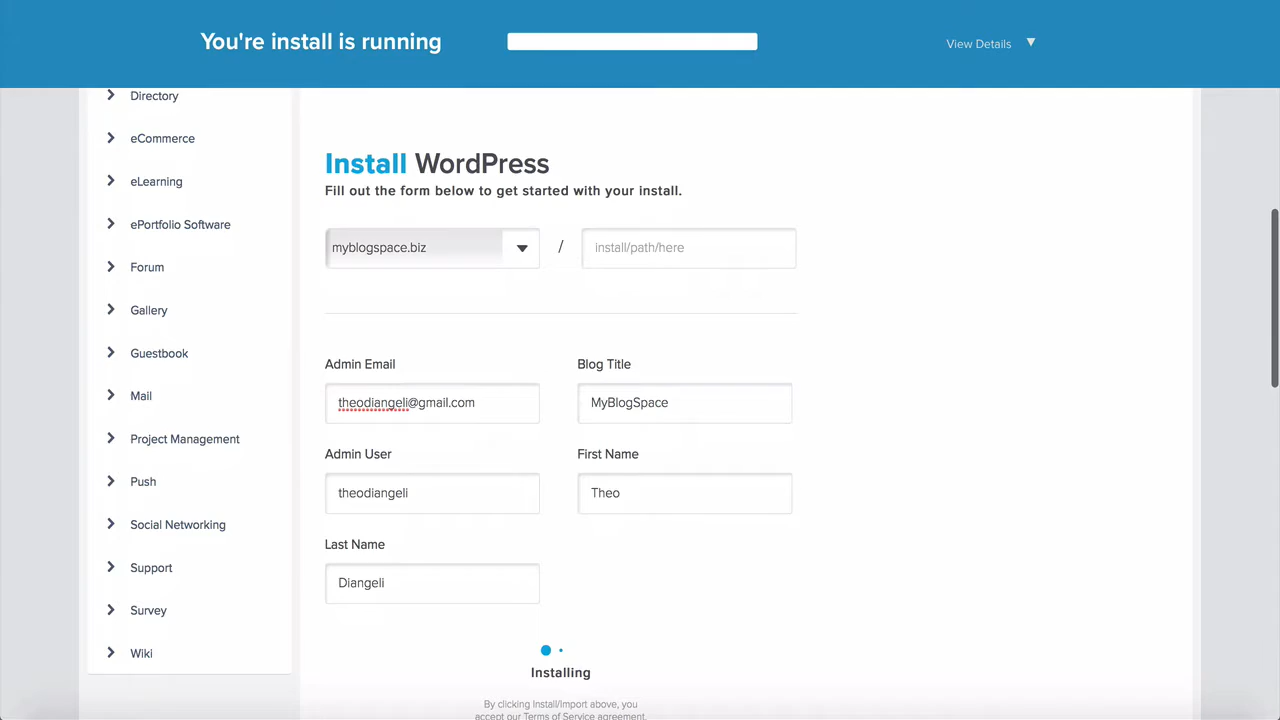 You're install is running
View Details
Directory
eCommerce
eLearning
ePortfolio Software
Forum
Gallery
Guestbook
Mail
Project Management
Push
Social Networking
Support
Survey
Wiki
Install WordPress
Fill out the form below to get started with your install.
myblogspace.biz / install/path/here
Admin Email
theodiangeli@gmail.com
Blog Title
MyBlogSpace
Admin User
theodiangeli
First Name
Theo
Last Name
Diangeli
Installing
By clicking Install/Import above, you
accept our Terms of Service agreement.